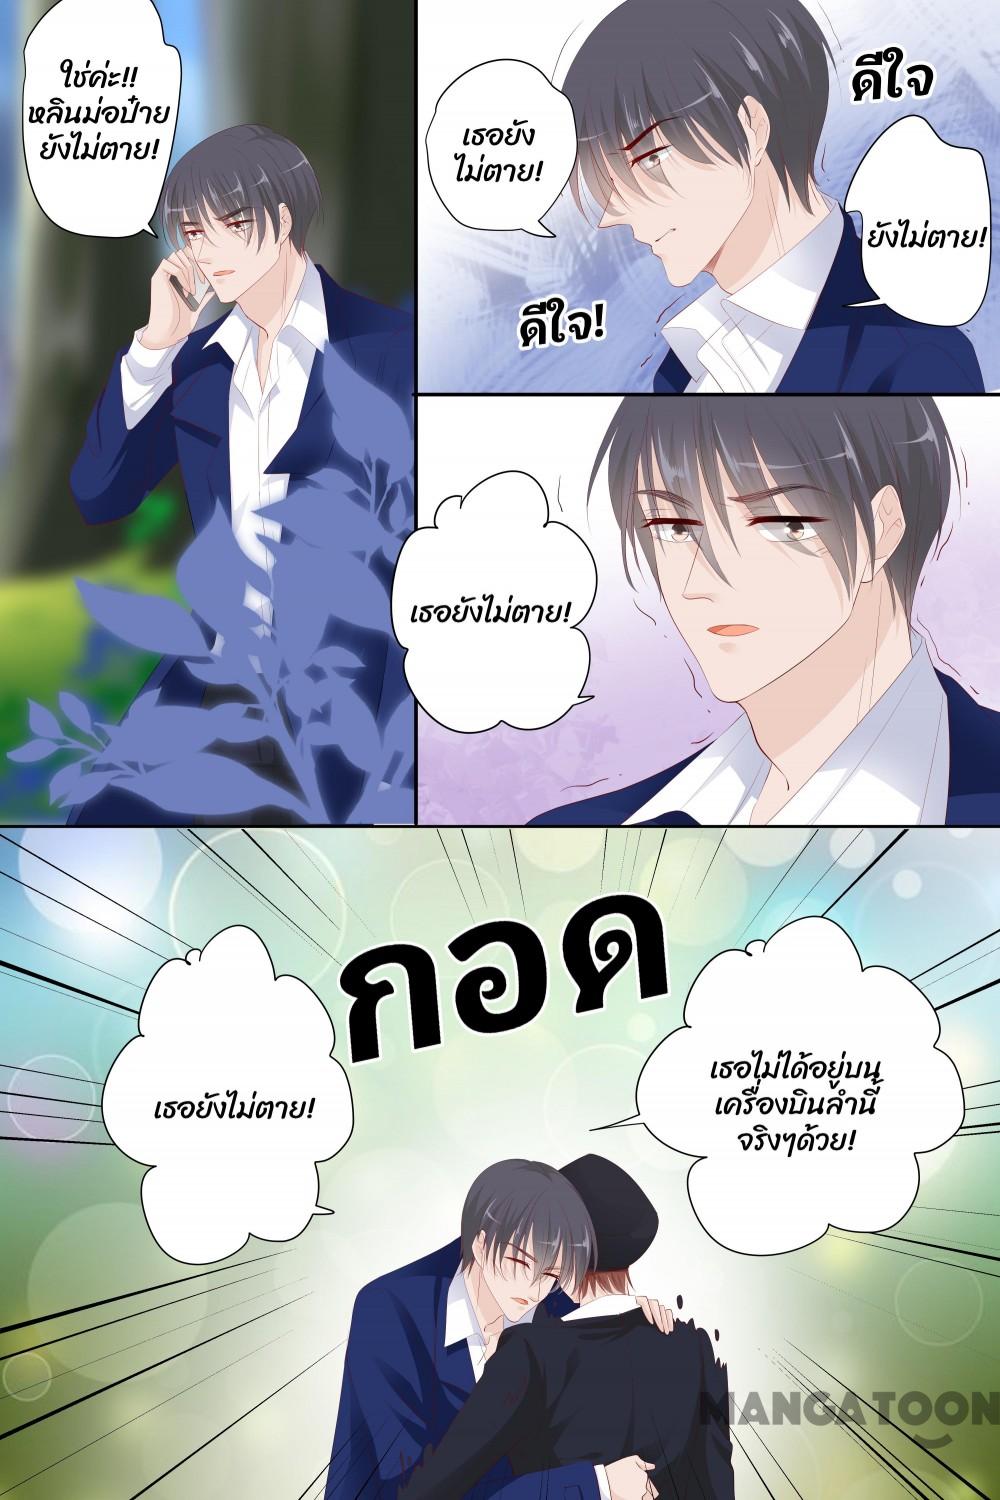 ใช่ค่ะ!!
หลินม่อป๋าย
ยังไม่ตาย!
เธอยัง
ไม่ตาย!
ดีใจ
ยังไม่ตาย!
ดีใจ!
เธอยังไม่ตาย!
กอด
เธอยังไม่ตาย!
เธอไม่ได้อยู่บน
เครื่องบินลำนี้
จริงๆด้วย!
MANGATOON